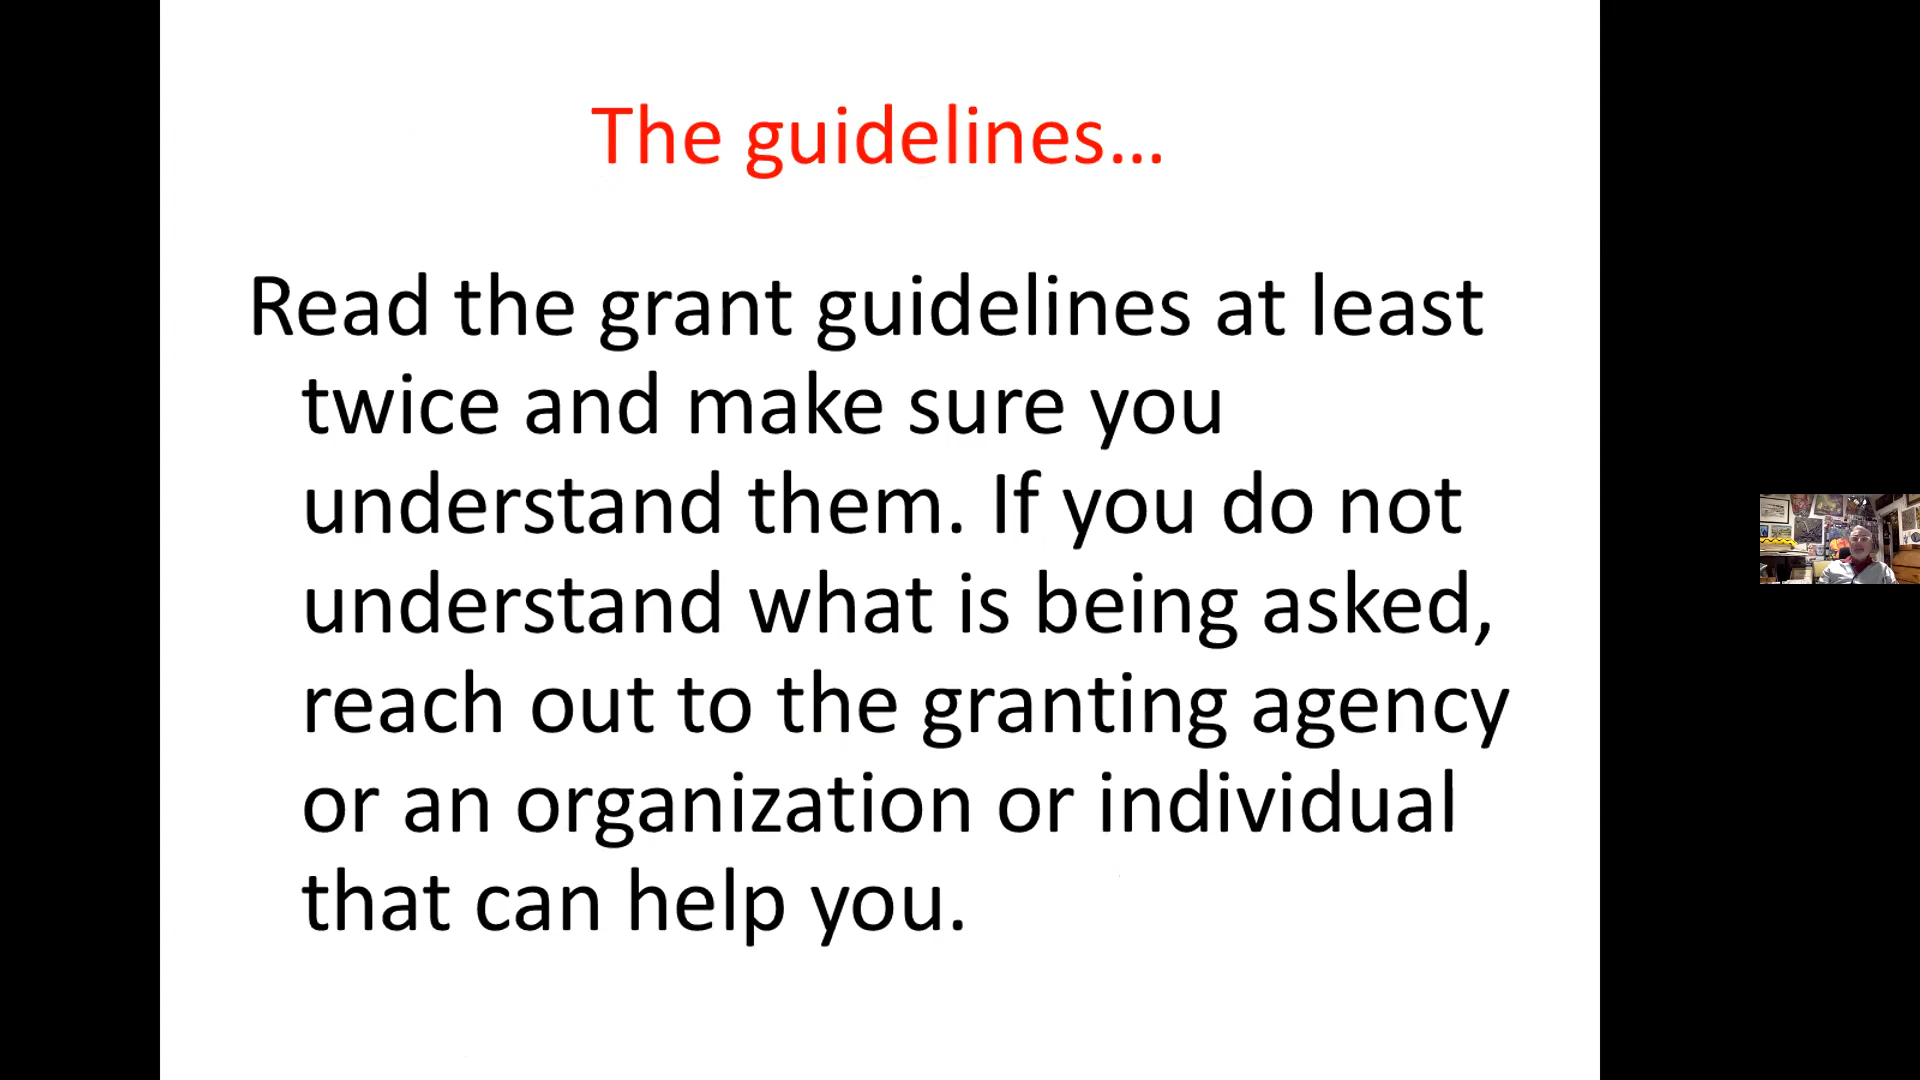 The guidelines...
Read the grant guidelines at least
twice and make sure you
understand them. If you do not
understand what is being asked,
reach out to the granting agency
or an organization or individual
that can help you.